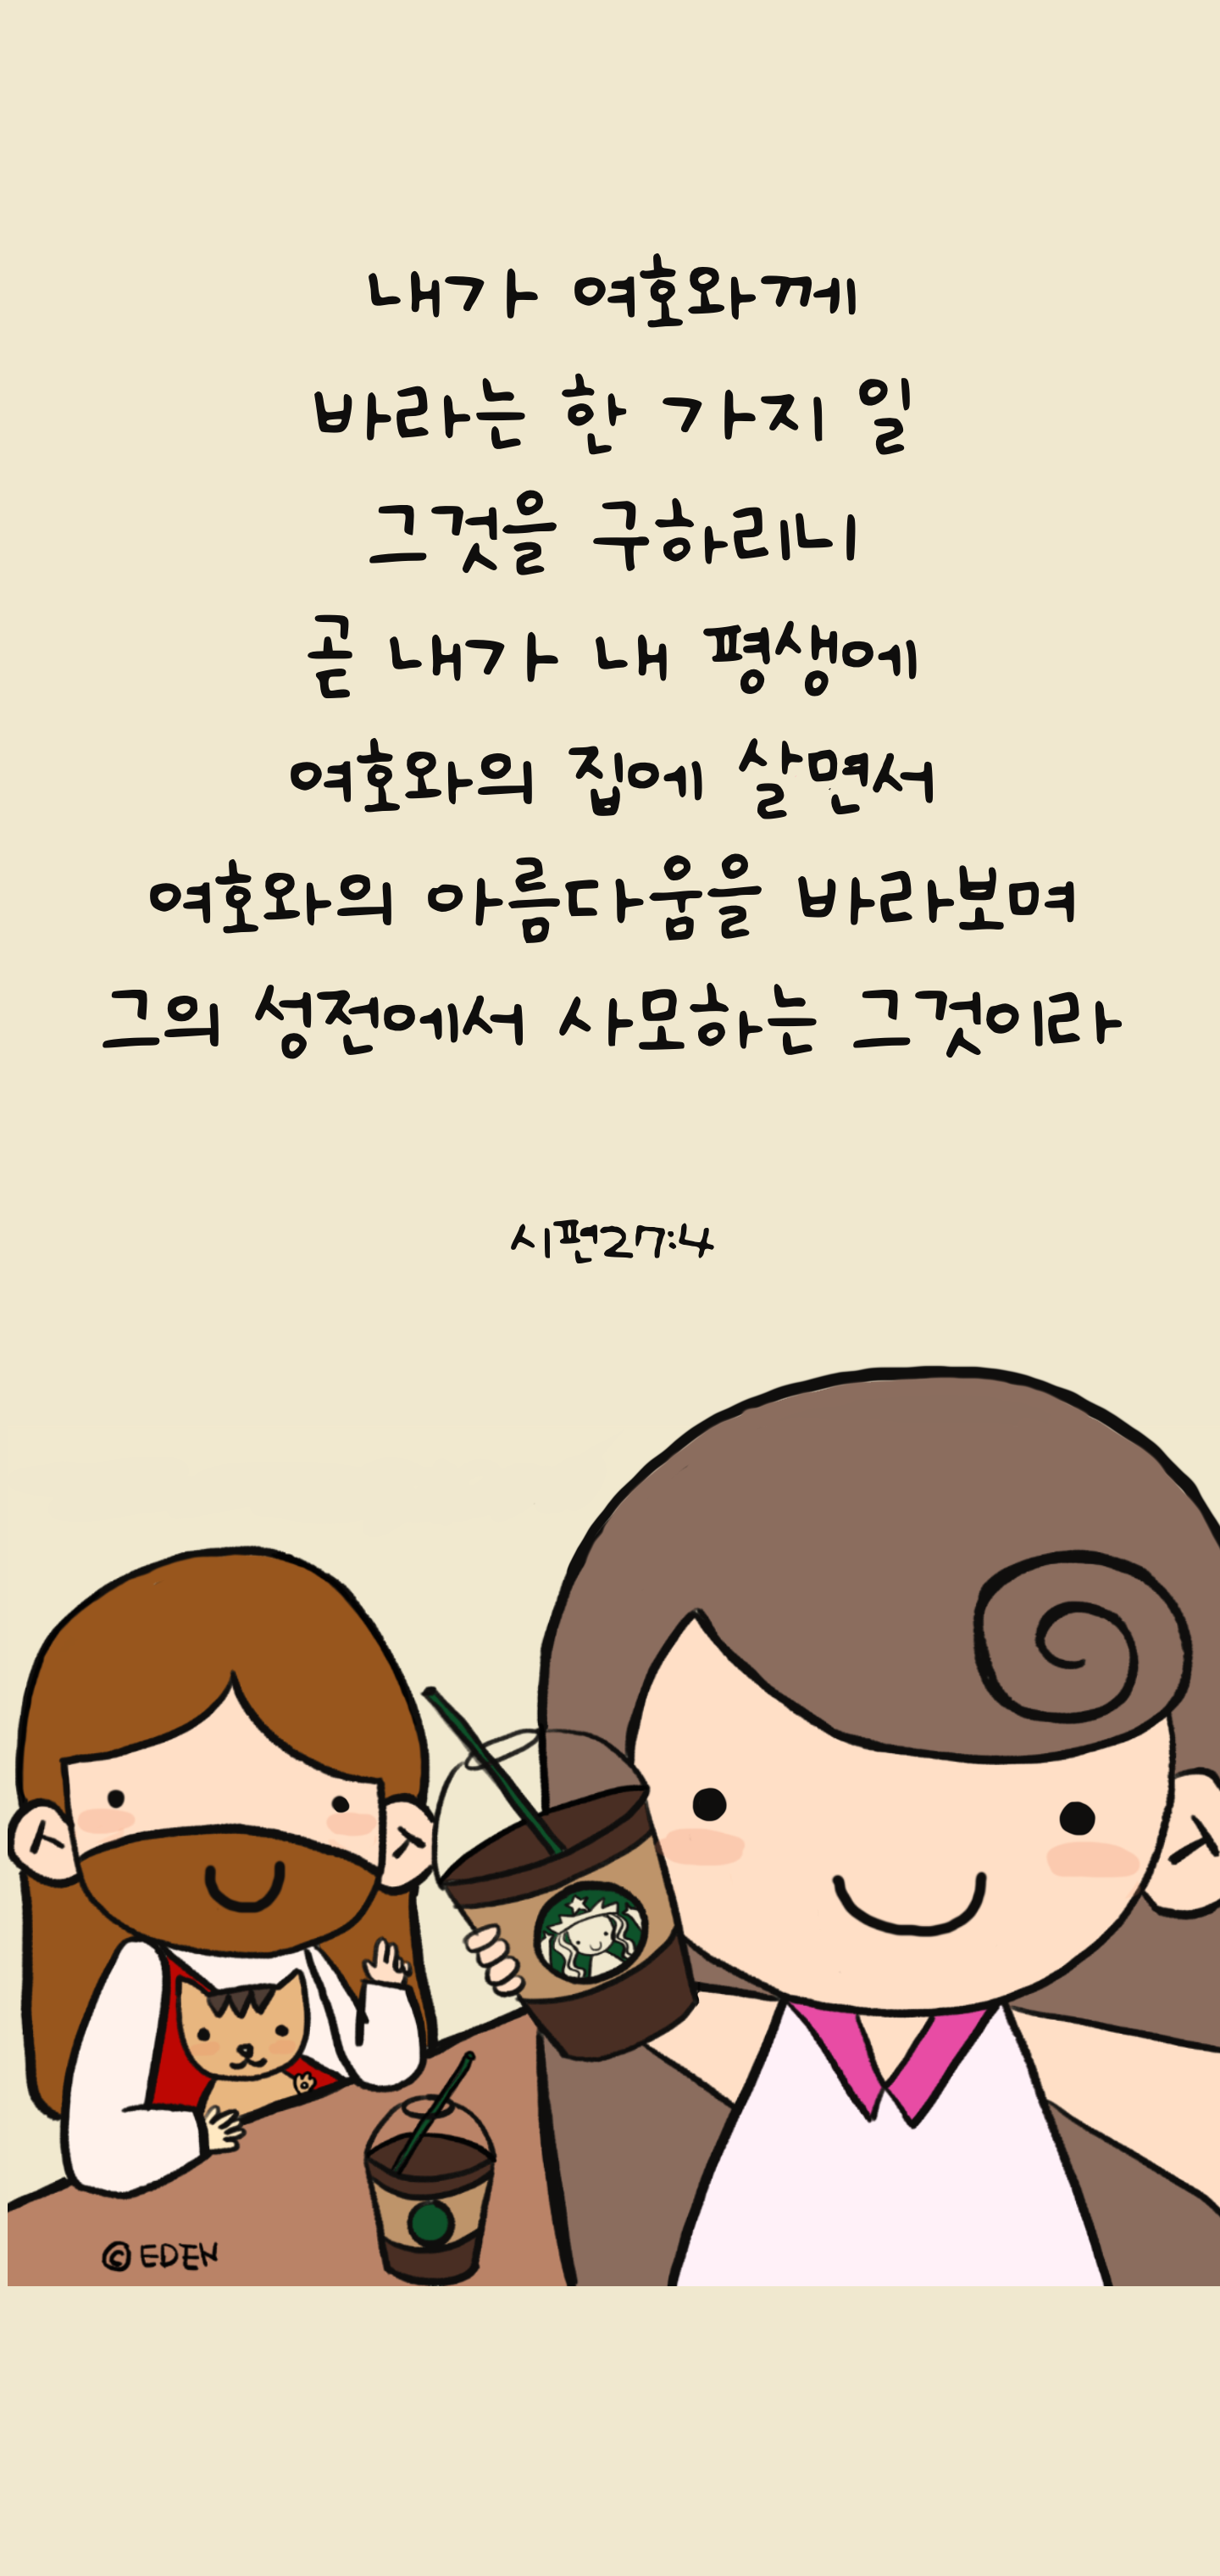 내가 여호와께
바라는 한 가지 일
그것을 구하리니
곧 내가 내 평생에
여호와의 집에 살면서
여호와의 아름다움을 바라보며
그의 성전에서 사모하는 그것이라
시편27:4
© EDEN